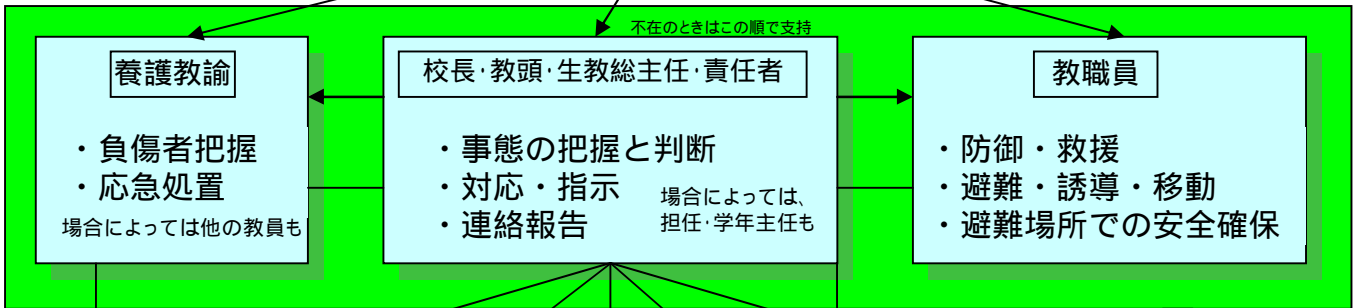 不在のときはこの順で支持
養護教諭
・負傷者把握
・応急処置
場合によっては他の教員も
校長・教頭・生教総主任・責任者
・事態の把握と判断
・対応・指示
・連絡報告
場合によっては、
担任・学年主任も
教職員
・防御・救援
・避難・誘導・移動
・避難場所での安全確保